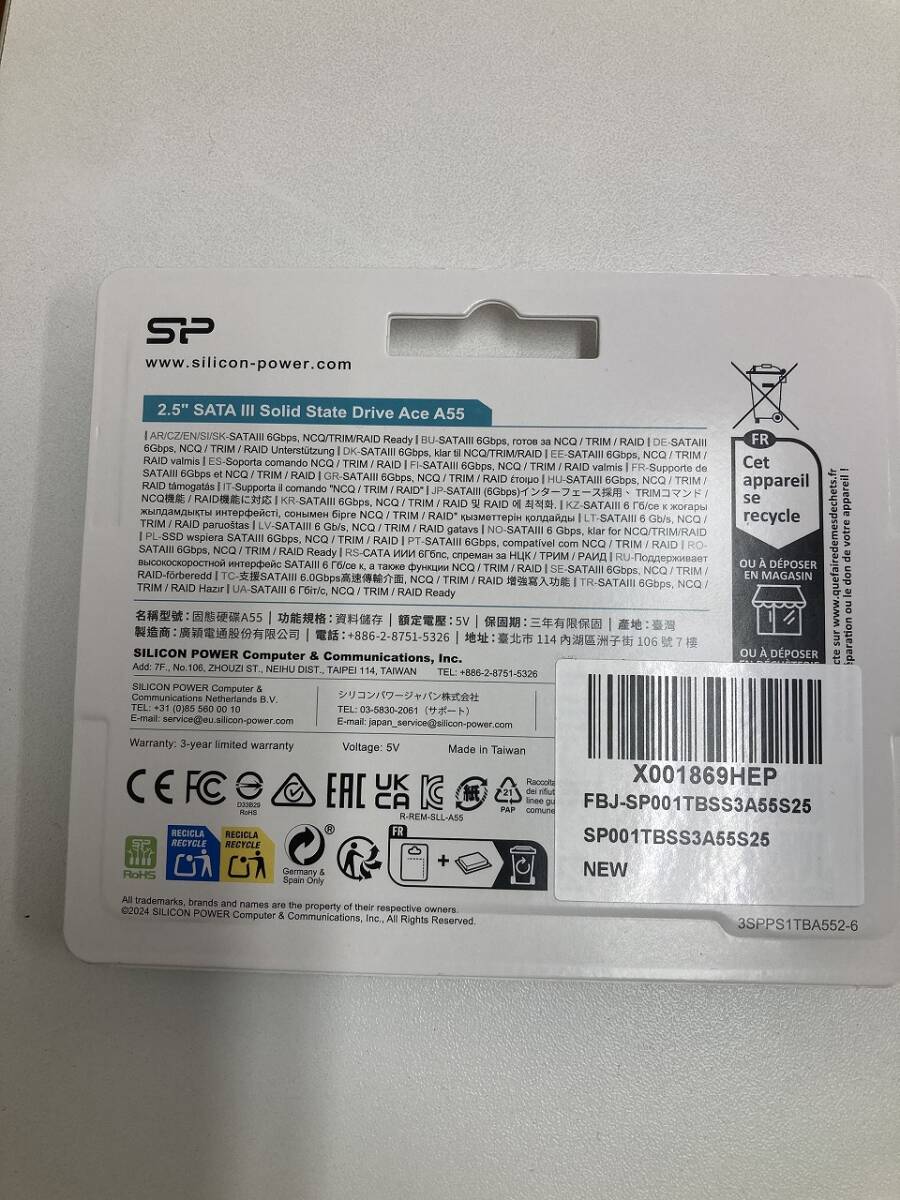 SP
www.silicon-power.com
2.5" SATA III Solid State Drive Ace A55
| AR/CZ/EN/SI/SK-SATAIII 6Gbps, NCQ/TRIM/RAID Ready | BU-SATAIII 6Gbps, готов за NCQ / TRIM / RAID | DE-SATAIII
6Gbps, NCQ / TRIM / RAID Unterstützung | DK-SATAIII 6Gbps, klar til NCQ/TRIM/RAID | EE-SATAIII 6Gbps, NCQ / TRIM /
RAID valmis | ES-Soporta comando NCQ / TRIM / RAID | FI-SATAIII 6Gbps, NCQ / TRIM / RAID valmis | FR-Supporte de
SATAIII 6Gbps et NCQ / TRIM / RAID | GR-SATAIII 6Gbps, NCQ / TRIM / RAID έτοιμο | HU-SATAIII 6Gbps, NCQ / TRIM /
RAID támogatás | IT-Supporta il comando "NCQ / TRIM / RAID" | JP-SATAIII (6Gbps)インターフェース採用、TRIMコマンド /
NCQ機能 / RAID機能に対応 | KR-SATAIII 6Gbps, NCQ / TRIM / RAID 및 RAID 에 최적화. | KZ-SATAIII 6 Гб/се к жоғары
жылдамдықты интерфейсті, сонымен бірге NCQ / TRIM / RAID* қызметтерін қолдайды | LT-SATAIII 6 Gb/s, NCQ /
TRIM / RAID paruoštas | LV-SATAIII 6 Gb/s, NCQ / TRIM / RAID gatavs | NO-SATAIII 6Gbps, klar for NCQ/TRIM/RAID
| PL-SSD wspiera SATAIII 6Gbps, NCQ / TRIM / RAID | PT-SATAIII 6Gbps, compatível com NCQ / TRIM / RAID | RO-
SATAIII 6Gbps, NCQ / TRIM / RAID Ready | RS-САТА ИИИ 6Гбпс, спреман за НЦК / ТРИМ / РАИД | RU-Поддерживает
высокоскоростной интерфейс SATAIII 6 Гб/се к, а также функции NCQ / TRIM / RAID | SE-SATAIII 6Gbps, NCQ / TRIM /
RAID-förberedd | TC-支援SATAIII 6.0Gbps高速傳輸介面, NCQ / TRIM / RAID 增強寫入功能 | TR-SATAIII 6Gbps, NCQ /
TRIM / RAID Hazır | UA-SATAIII 6 Гбіт/с, NCQ / TRIM / RAID Ready
名稱型號：固態硬碟A55 | 功能規格：資料儲存 | 額定電壓：5V | 保固期：三年有限保固 | 產地：臺灣
製造商：廣穎電通股份有限公司 | 電話：+886-2-8751-5326 | 地址：臺北市 114 內湖區洲子街 106 號 7 樓
SILICON POWER Computer & Communications, Inc.
Add: 7F., No.106, ZHOUZI ST., NEIHU DIST., TAIPEI 114, TAIWAN TEL: +886-2-8751-5326
SILICON POWER Computer &
Communications Netherlands B.V.
TEL: +31 (0)85 560 00 10
E-mail: service@eu.silicon-power.com
シリコンパワージャパン株式会社
TEL: 03-5830-2061（サポート）
E-mail: japan_service@silicon-power.com
Warranty: 3-year limited warranty Voltage: 5V Made in Taiwan
CE FC
D33B29
RoHS
EAC
UK
CA
R-REM-SLL-A55
紙
21
PAP
Raccolta
dei rifiut
linee gu
comune
RoHS
RECICLA
RECYCLE
RECICLA
RECYCLE
®
Germany &
Spain Only
FR
+
All trademarks, brands and names are the property of their respective owners.
©2024 SILICON POWER Computer & Communications, Inc., All Rights Reserved.
FR
Cet
appareil
se
recycle
OU À DÉPOSER
EN MAGASIN
OU À DÉPOSER
X001869HEP
FBJ-SP001TBSS3A55S25
SP001TBSS3A55S25
NEW
3SPPS1TBA552-6